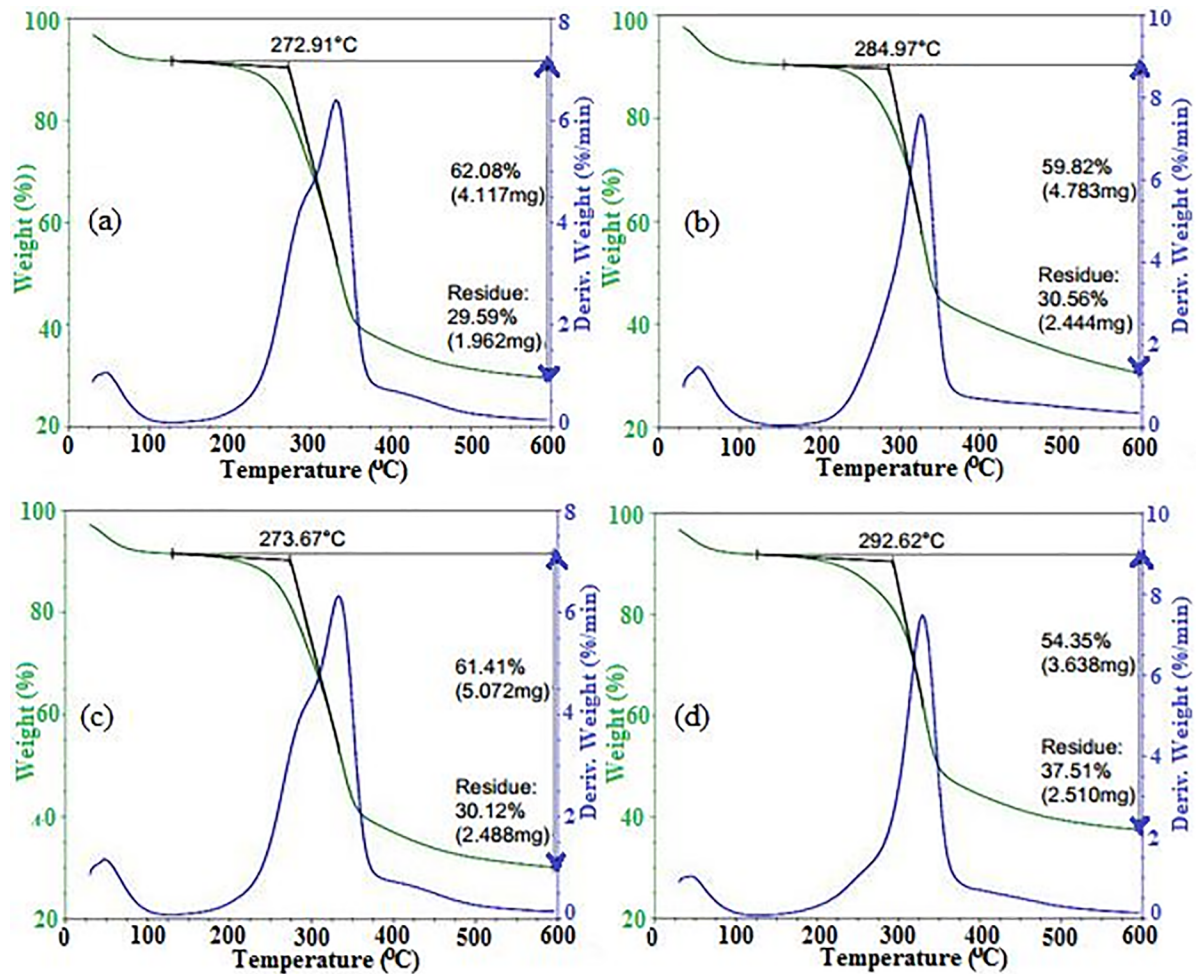 100
80
60
40
20
Weight (%))
0
100
200
300
400
500
600
Temperature (⁰C)
8
6
4
2
0
Deriv. Weight (%/min)
272.91°C
(a)
62.08%
(4.117mg)
Residue:
29.59%
(1.962mg)
100
80
60
40
20
Weight (%)
0
100
200
300
400
500
600
Temperature (⁰C)
10
8
6
4
2
0
Deriv. Weight (%/min)
284.97°C
(b)
59.82%
(4.783mg)
Residue:
30.56%
(2.444mg)
100
80
60
40
20
Weight (%)
0
100
200
300
400
500
600
Temperature (⁰C)
8
6
4
2
0
Deriv. Weight (%/min)
273.67°C
(c)
61.41%
(5.072mg)
Residue:
30.12%
(2.488mg)
100
80
60
40
20
Weight (%)
0
100
200
300
400
500
600
Temperature (⁰C)
10
8
6
4
2
0
Deriv. Weight (%/min)
292.62°C
(d)
54.35%
(3.638mg)
Residue:
37.51%
(2.510mg)